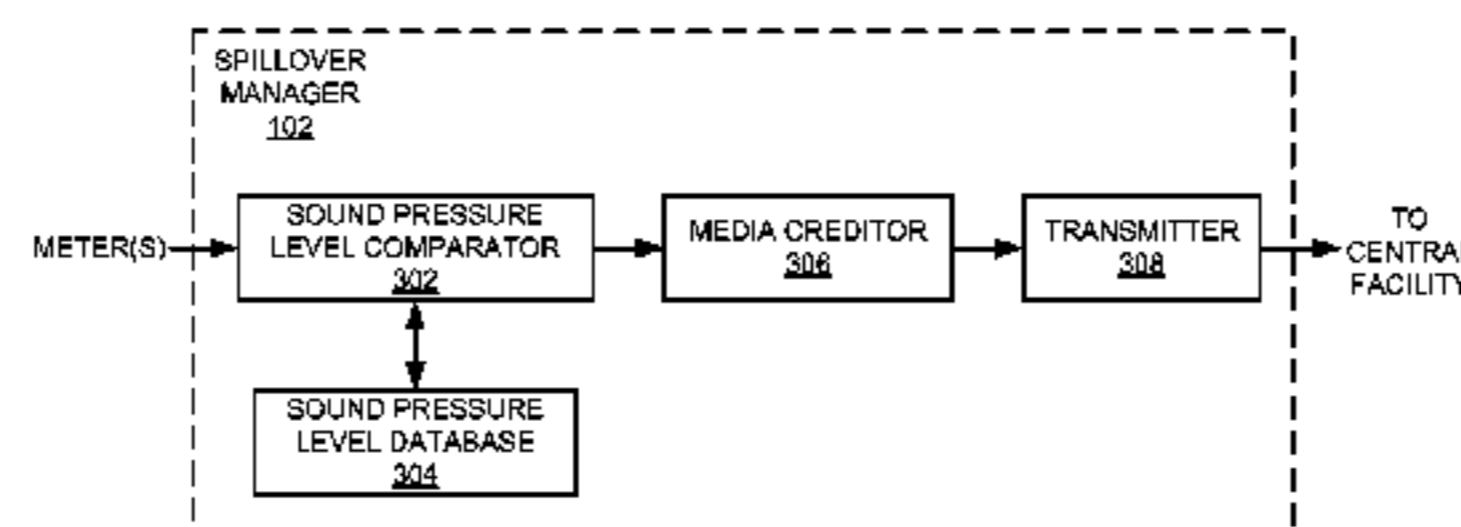 SPILLOVER
MANAGER
102
METER(S)
SOUND PRESSURE
LEVEL COMPARATOR
302
MEDIA CREDITOR
306
TRANSMITTER
308
TO
CENTRAL
FACILITY
SOUND PRESSURE
LEVEL DATABASE
304